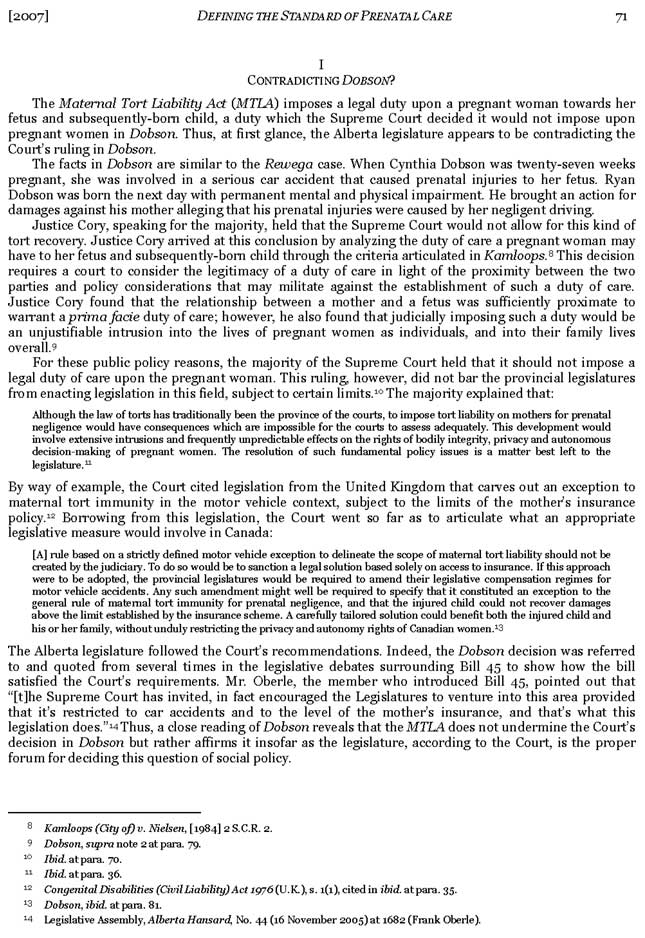 [2007] DEFINING THE STANDARD OF PRENATAL CARE 71
I
CONTRADICTING DOBSON?
The Maternal Tort Liability Act (MTLA) imposes a legal duty upon a pregnant woman towards her
fetus and subsequently-born child, a duty which the Supreme Court decided it would not impose upon
pregnant women in Dobson. Thus, at first glance, the Alberta legislature appears to be contradicting the
Court's ruling in Dobson.
The facts in Dobson are similar to the Rewega case. When Cynthia Dobson was twenty-seven weeks
pregnant, she was involved in a serious car accident that caused prenatal injuries to her fetus. Ryan
Dobson was born the next day with permanent mental and physical impairment. He brought an action for
damages against his mother alleging that his prenatal injuries were caused by her negligent driving.
Justice Cory, speaking for the majority, held that the Supreme Court would not allow for this kind of
tort recovery. Justice Cory arrived at this conclusion by analyzing the duty of care a pregnant woman may
have to her fetus and subsequently-born child through the criteria articulated in Kamloops.8 This decision
requires a court to consider the legitimacy of a duty of care in light of the proximity between the two
parties and policy considerations that may militate against the establishment of such a duty of care.
Justice Cory found that the relationship between a mother and a fetus was sufficiently proximate to
warrant a prima facie duty of care; however, he also found that judicially imposing such a duty would be
an unjustifiable intrusion into the lives of pregnant women as individuals, and into their family lives
overall.9
For these public policy reasons, the majority of the Supreme Court held that it should not impose a
legal duty of care upon the pregnant woman. This ruling, however, did not bar the provincial legislatures
from enacting legislation in this field, subject to certain limits.10 The majority explained that:
Although the law of torts has traditionally been the province of the courts, to impose tort liability on mothers for prenatal
negligence would have consequences which are impossible for the courts to assess adequately. This development would
involve extensive intrusions and frequently unpredictable effects on the rights of bodily integrity, privacy and autonomous
decision-making of pregnant women. The resolution of such fundamental policy issues is a matter best left to the
legislature.11
By way of example, the Court cited legislation from the United Kingdom that carves out an exception to
maternal tort immunity in the motor vehicle context, subject to the limits of the mother's insurance
policy.12 Borrowing from this legislation, the Court went so far as to articulate what an appropriate
legislative measure would involve in Canada:
[A] rule based on a strictly defined motor vehicle exception to delineate the scope of maternal tort liability should not be
created by the judiciary. To do so would be to sanction a legal solution based solely on access to insurance. If this approach
were to be adopted, the provincial legislatures would be required to amend their legislative compensation regimes for
motor vehicle accidents. Any such amendment might well be required to specify that it constituted an exception to the
general rule of maternal tort immunity for prenatal negligence, and that the injured child could not recover damages
above the limit established by the insurance scheme. A carefully tailored solution could benefit both the injured child and
his or her family, without unduly restricting the privacy and autonomy rights of Canadian women.13
The Alberta legislature followed the Court's recommendations. Indeed, the Dobson decision was referred
to and quoted from several times in the legislative debates surrounding Bill 45 to show how the bill
satisfied the Court's requirements. Mr. Oberle, the member who introduced Bill 45, pointed out that
“[t]he Supreme Court has invited, in fact encouraged the Legislatures to venture into this area provided
that it's restricted to car accidents and to the level of the mother's insurance, and that's what this
legislation does.”14 Thus, a close reading of Dobson reveals that the MTLA does not undermine the Court's
decision in Dobson but rather affirms it insofar as the legislature, according to the Court, is the proper
forum for deciding this question of social policy.
8 Kamloops (City of) v. Nielsen, [1984] 2 S.C.R. 2.
9 Dobson, supra note 2 at para. 79.
10 Ibid. at para. 70.
11 Ibid. at para. 36.
12 Congenital Disabilities (Civil Liability) Act 1976 (U.K.), s. 1(1), cited in ibid. at para. 35.
13 Dobson, ibid. at para. 81.
14 Legislative Assembly, Alberta Hansard, No. 44 (16 November 2005) at 1682 (Frank Oberle).